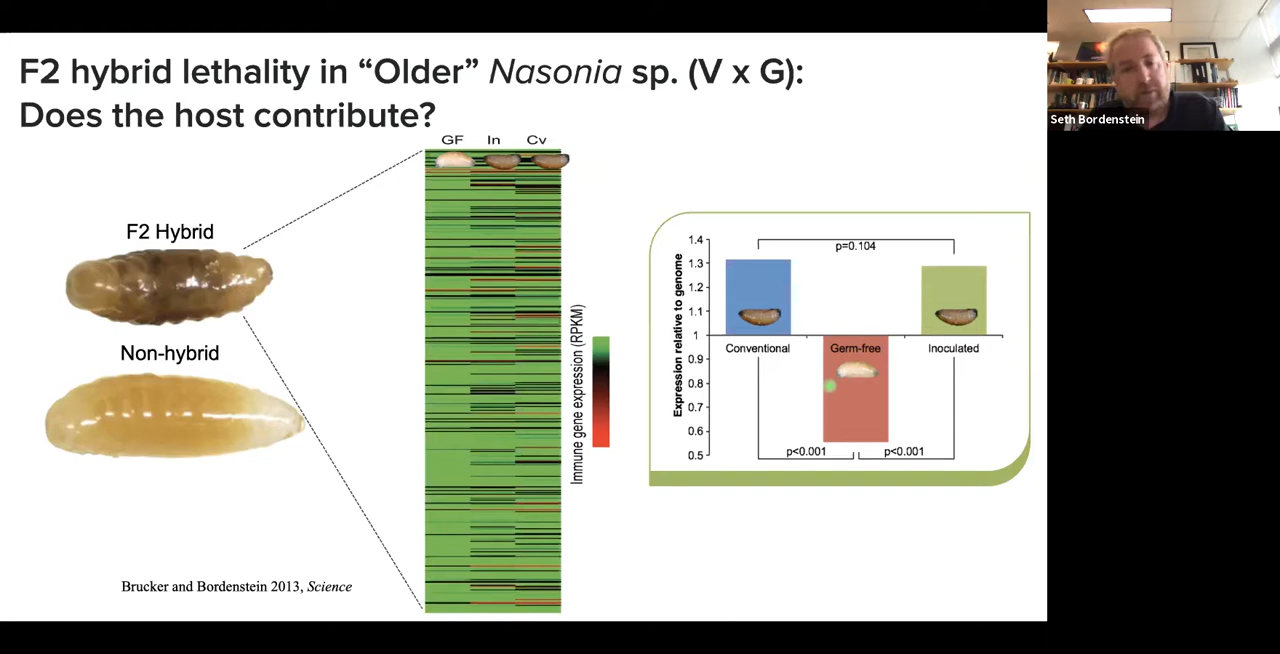 F2 hybrid lethality in “Older” Nasonia sp. (V x G):
Does the host contribute?
Seth Bordenstein
GF In Cv
F2 Hybrid
Non-hybrid
Immune gene expression (RPKM)
Expression relative to genome
1.4
1.3
1.2
1.1
1
0.9
0.8
0.7
0.6
0.5
p=0.104
Conventional
Germ-free
Inoculated
p<0.001
p<0.001
Brucker and Bordenstein 2013, Science